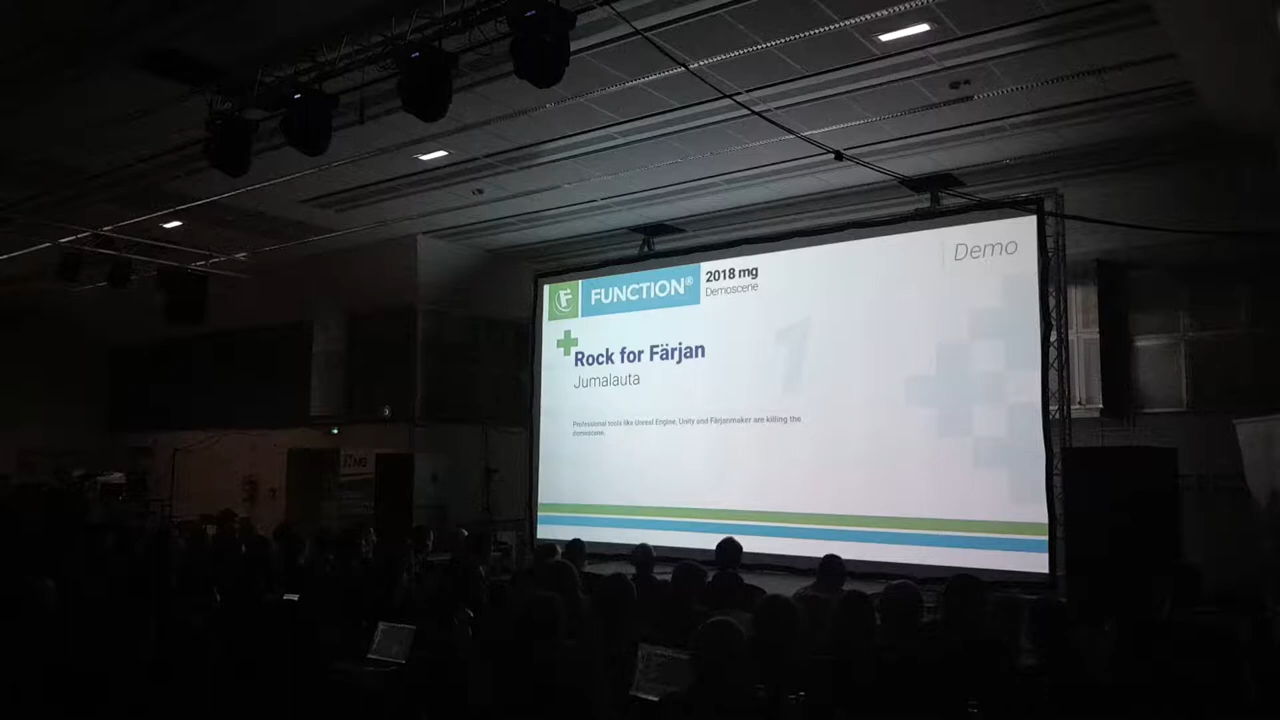 FUNCTION®
2018 mg
Demoscene
Demo
1
Rock for Färjan
Jumalauta
Professional tools like Unreal Engine, Unity and Färjanmaker are killing the
demoscene.